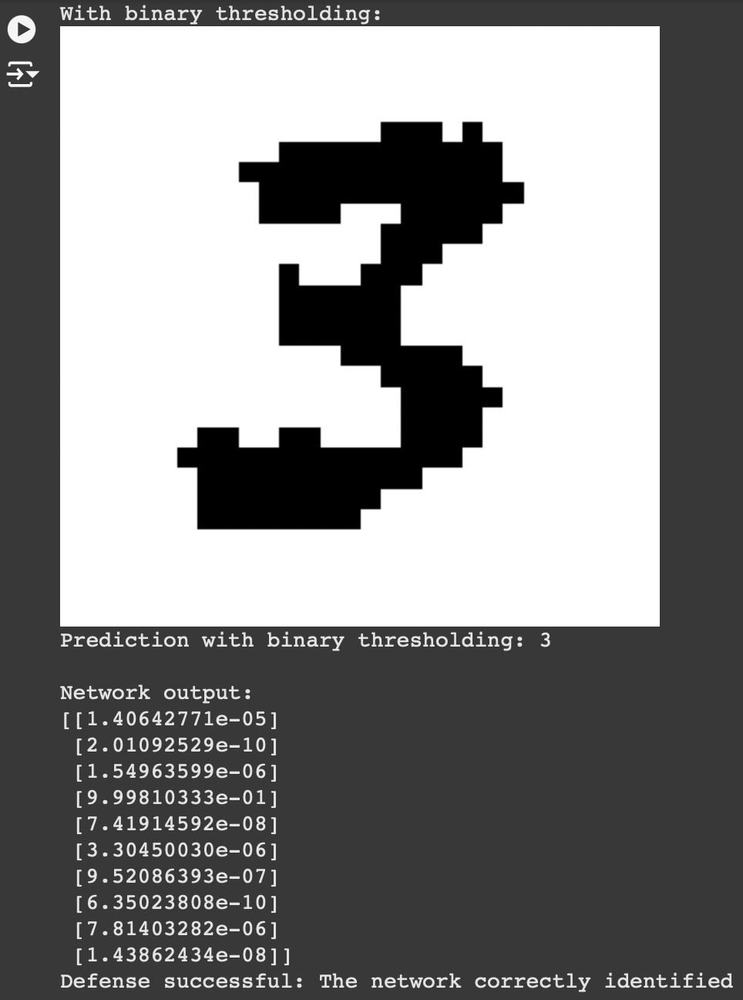 With binary thresholding:
Prediction with binary thresholding: 3
Network output:
[[1.40642771e-05]
 [2.01092529e-10]
 [1.54963599e-06]
 [9.99810333e-01]
 [7.41914592e-08]
 [3.30450030e-06]
 [9.52086393e-07]
 [6.35023808e-10]
 [7.81403282e-06]
 [1.43862434e-08]]
Defense successful: The network correctly identified